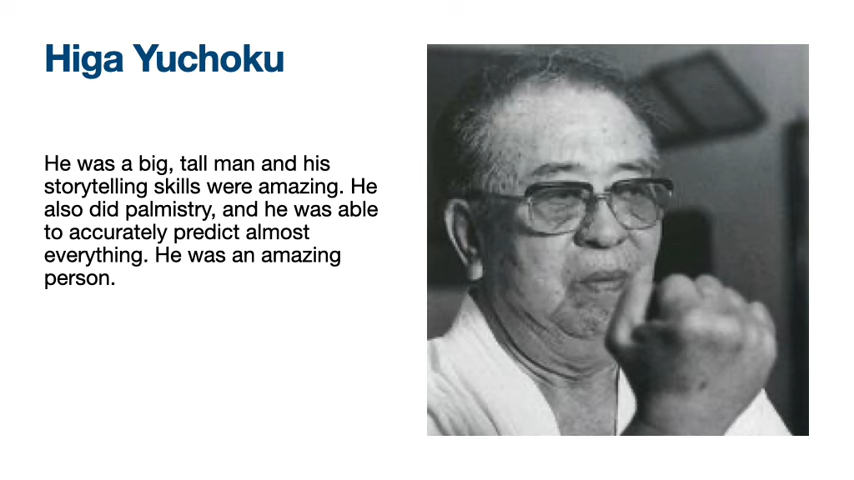 Higa Yuchoku
He was a big, tall man and his
storytelling skills were amazing. He
also did palmistry, and he was able
to accurately predict almost
everything. He was an amazing
person.